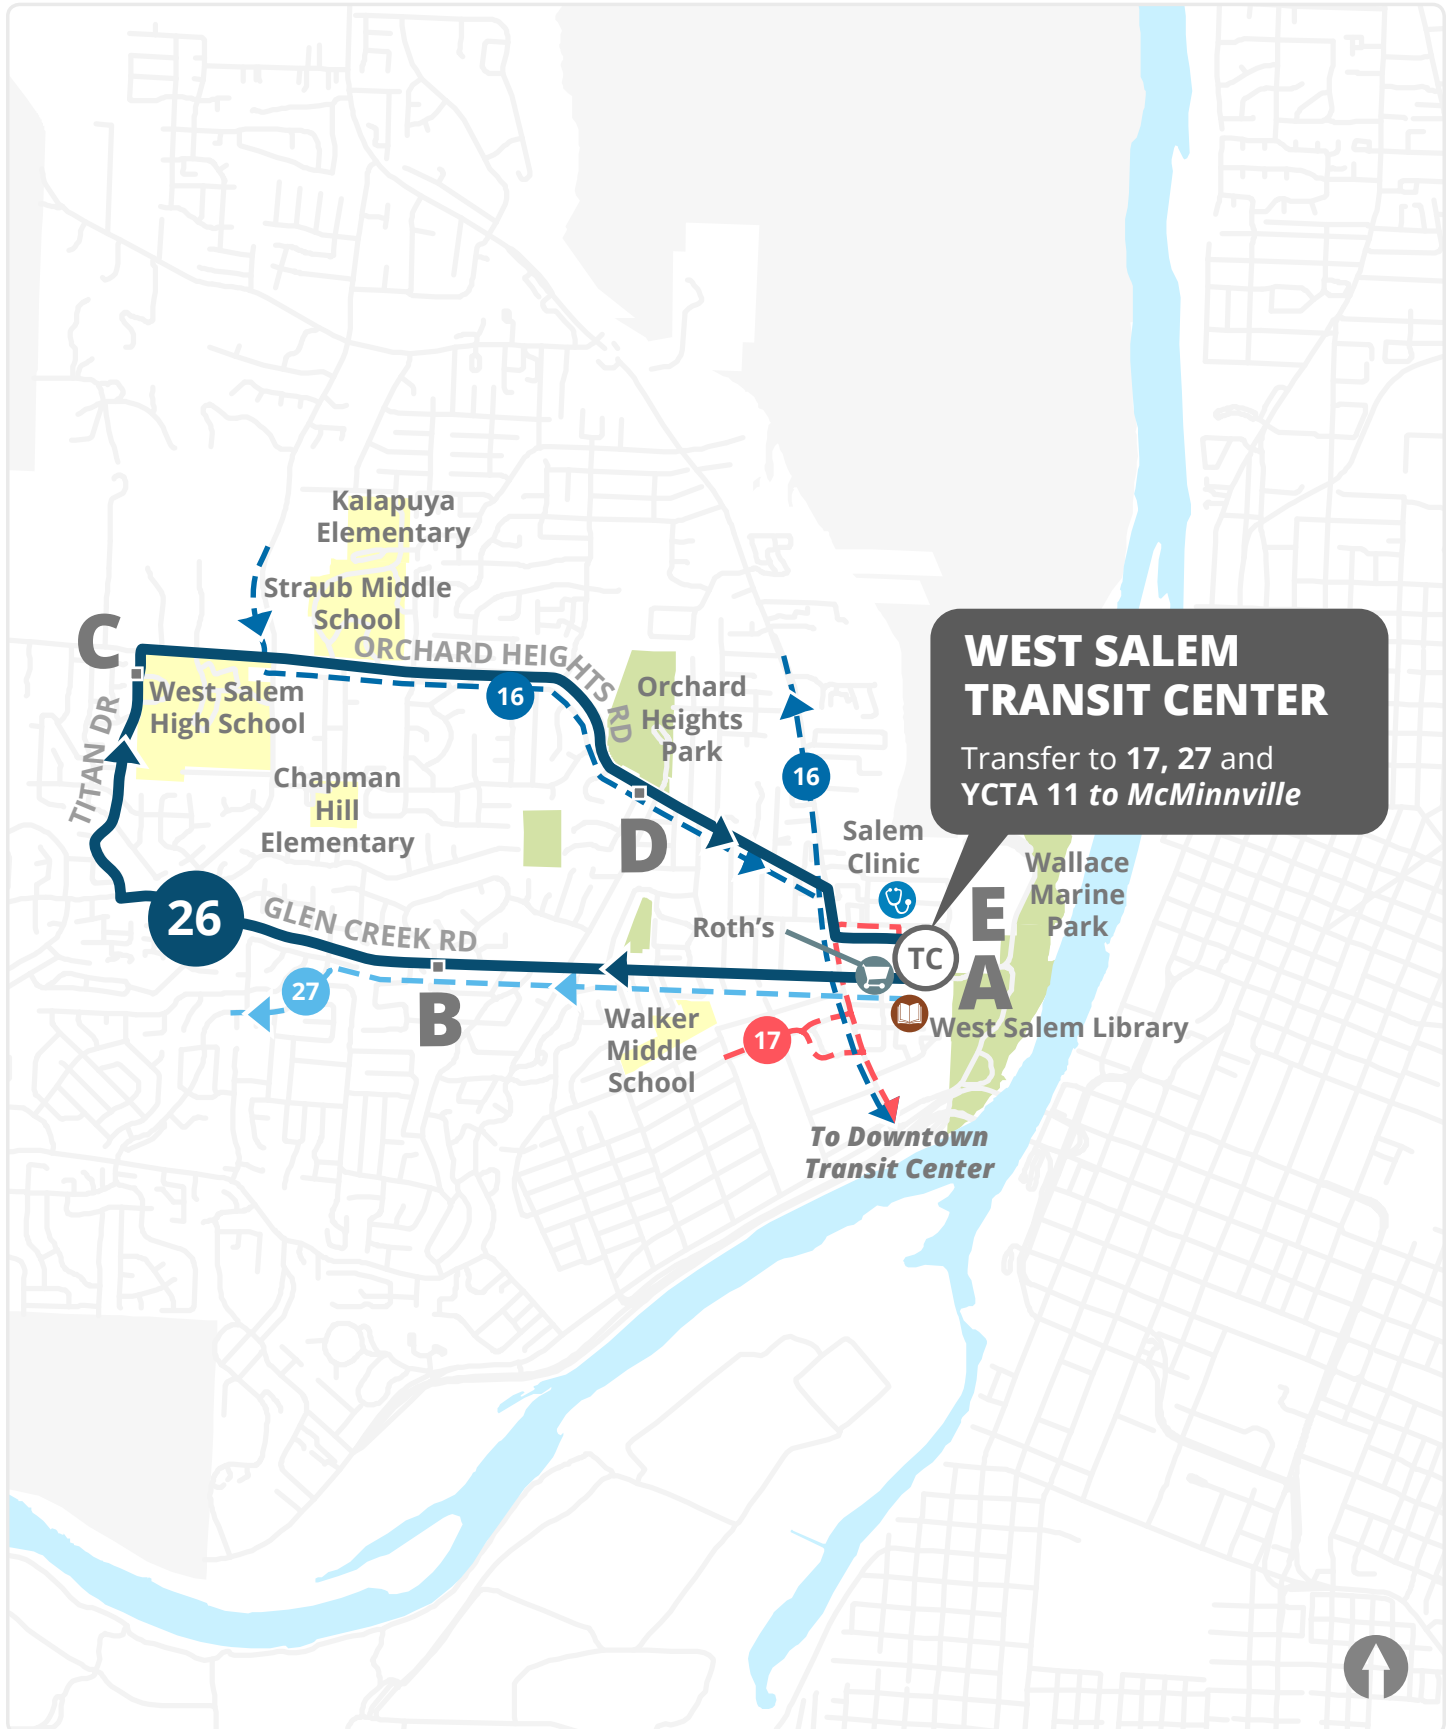 Kalapuya
Elementary
Straub Middle
School
C
ORCHARD HEIGHTS RD
West Salem
High School
16
Orchard
Heights
Park
WEST SALEM
TRANSIT CENTER
Transfer to 17, 27 and
YCTA 11 to McMinnville
TITAN DR
Chapman
Hill
Elementary
16
D
Salem
Clinic
Wallace
Marine
Park
E
26
GLEN CREEK RD
Roth's
TC
A
27
B
Walker
Middle
School
17
West Salem Library
To Downtown
Transit Center